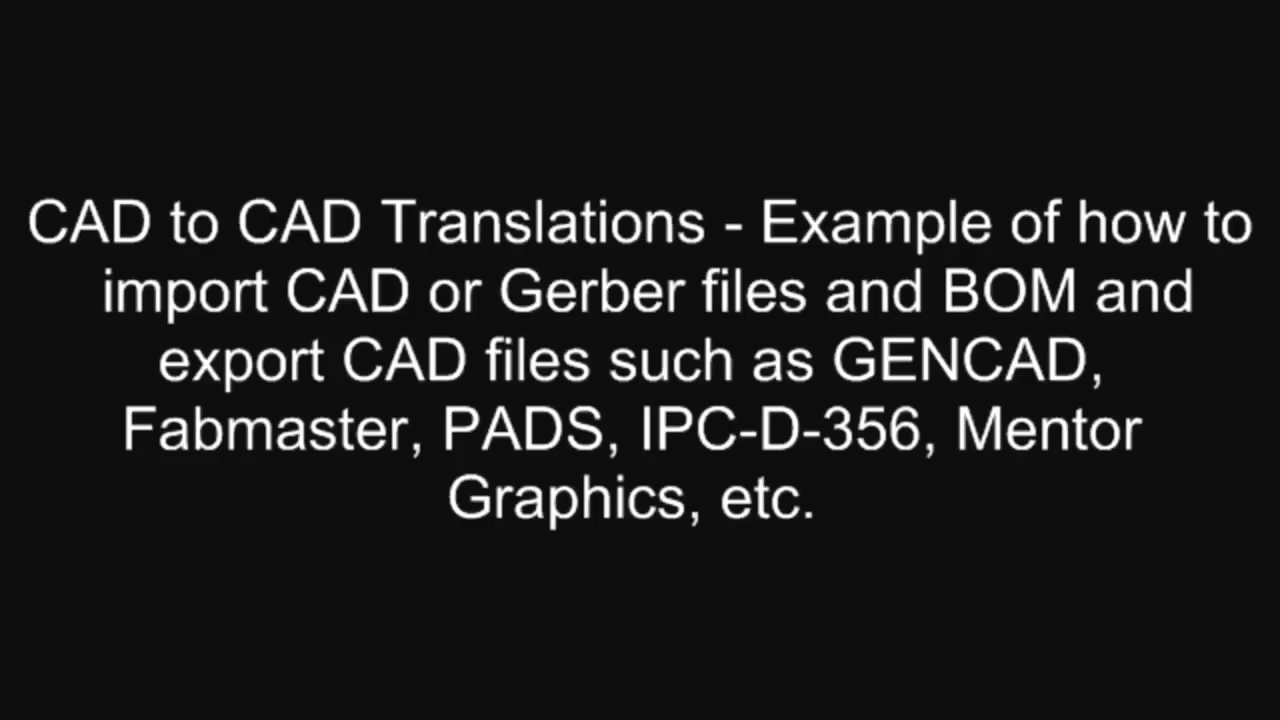 CAD to CAD Translations - Example of how to
import CAD or Gerber files and BOM and
export CAD files such as GENCAD,
Fabmaster, PADS, IPC-D-356, Mentor
Graphics, etc.